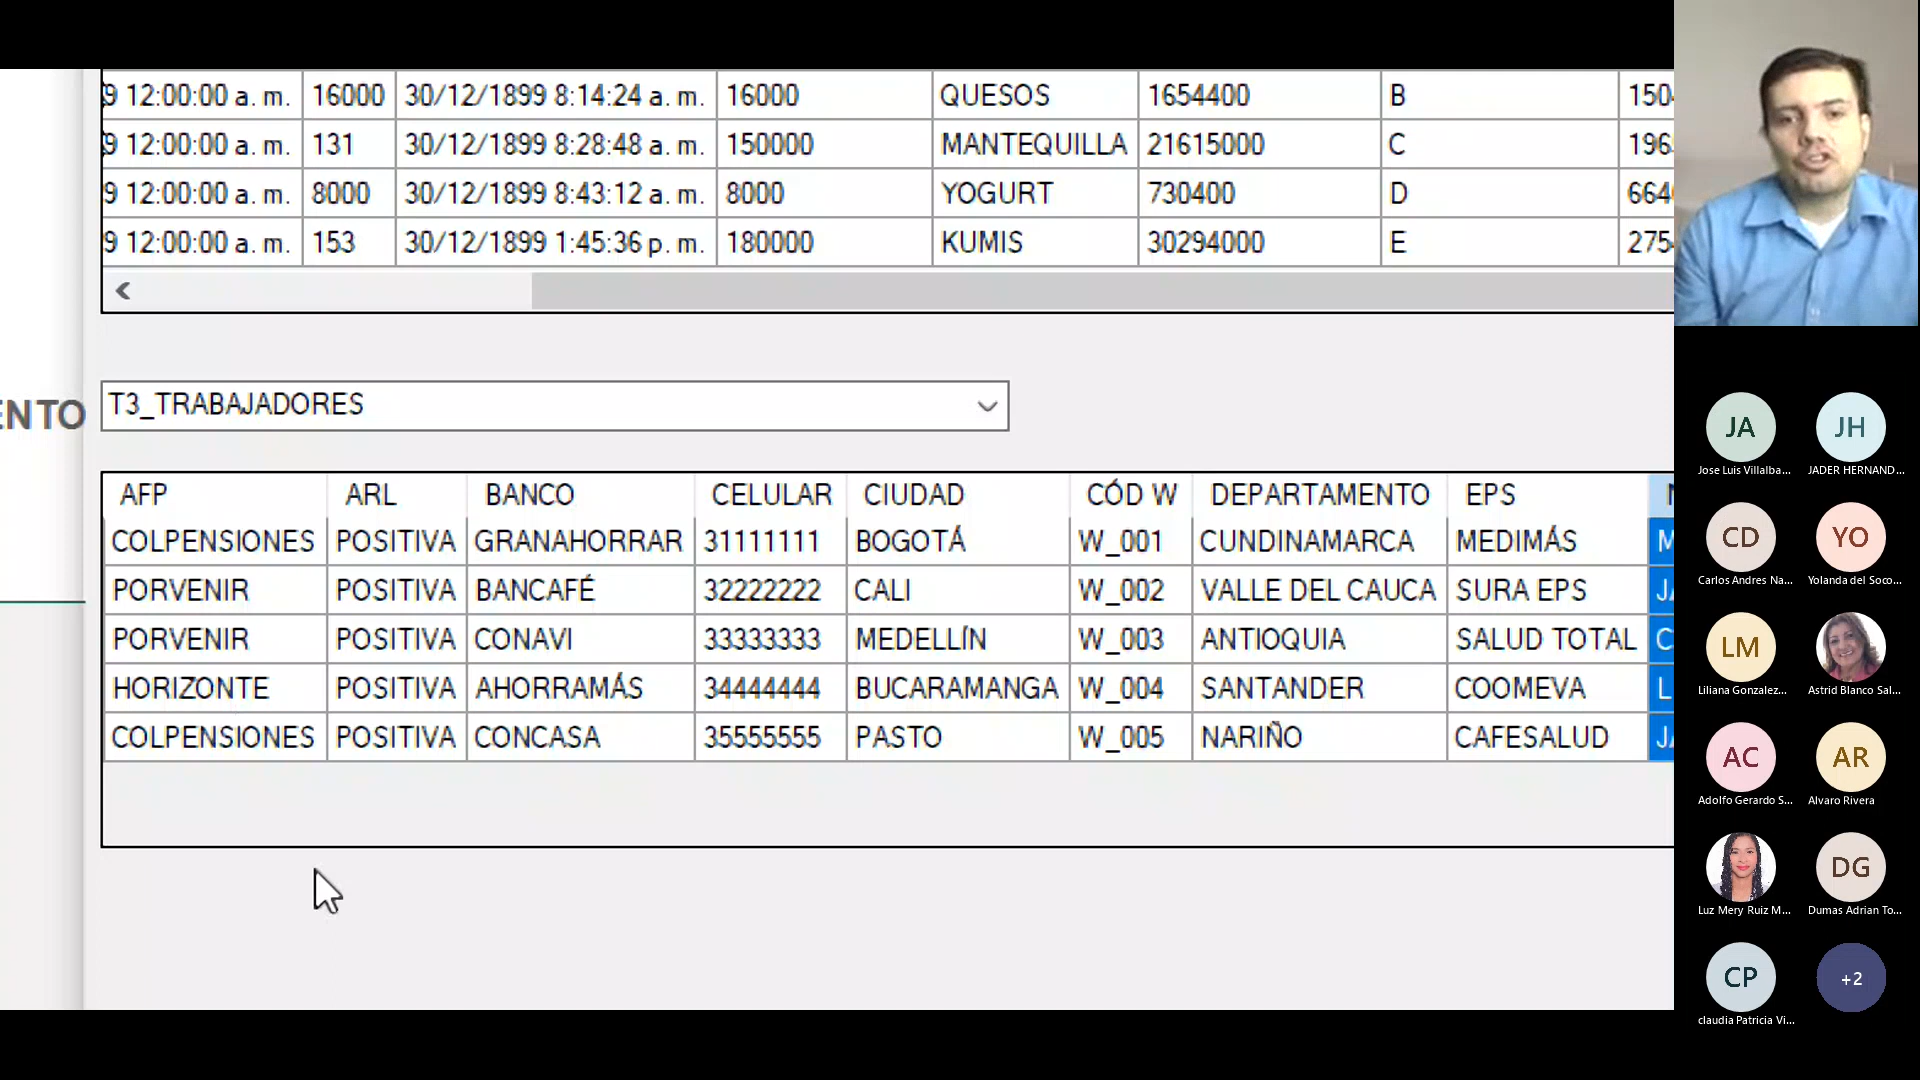 9 12:00:00 a. m. 16000 30/12/1899 8:14:24 a. m. 16000 QUESOS 1654400 B 150
9 12:00:00 a. m. 131 30/12/1899 8:28:48 a. m. 150000 MANTEQUILLA 21615000 C 196
9 12:00:00 a. m. 8000 30/12/1899 8:43:12 a. m. 8000 YOGURT 730400 D 664
9 12:00:00 a. m. 153 30/12/1899 1:45:36 p. m. 180000 KUMIS 30294000 E 275
ENTO
T3_TRABAJADORES
AFP ARL BANCO CELULAR CIUDAD CÓD W DEPARTAMENTO EPS
COLPENSIONES POSITIVA GRANAHORRAR 31111111 BOGOTÁ W_001 CUNDINAMARCA MEDIMÁS M
PORVENIR POSITIVA BANCAFÉ 32222222 CALI W_002 VALLE DEL CAUCA SURA EPS JA
PORVENIR POSITIVA CONAVI 33333333 MEDELLÍN W_003 ANTIOQUIA SALUD TOTAL C
HORIZONTE POSITIVA AHORRAMÁS 34444444 BUCARAMANGA W_004 SANTANDER COOMEVA L
COLPENSIONES POSITIVA CONCASA 35555555 PASTO W_005 NARIÑO CAFESALUD JA
JA JH
Jose Luis Villalba... JADER HERNAND...
CD YO
Carlos Andres Na... Yolanda del Soco...
LM
Liliana Gonzalez... Astrid Blanco Sal...
AC AR
Adolfo Gerardo S... Alvaro Rivera
DG
Luz Mery Ruiz M... Dumas Adrian To...
CP +2
claudia Patricia Vi...